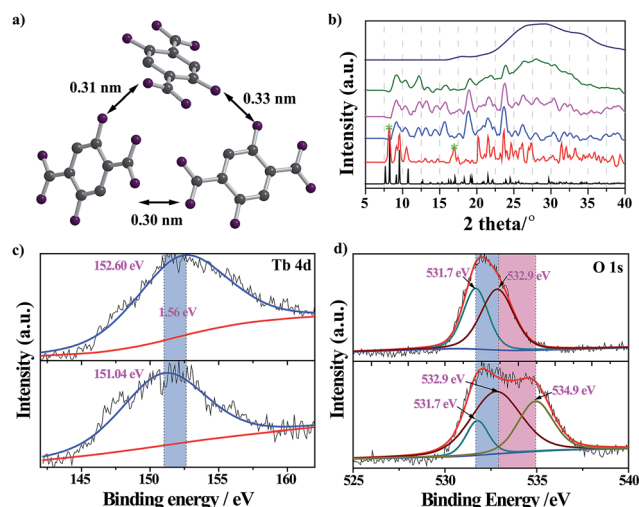 a)
0.31 nm
0.33 nm
0.30 nm
b)
Intensity (a.u.)
*
*
5 10 15 20 25 30 35 40
2 theta/°
c)
Tb 4d
152.60 eV
1.56 eV
151.04 eV
Intensity (a.u.)
145 150 155 160
Binding energy / eV
d)
O 1s
531.7 eV
532.9 eV
532.9 eV
531.7 eV
534.9 eV
Intensity (a.u.)
525 530 535 540
Binding Energy / eV